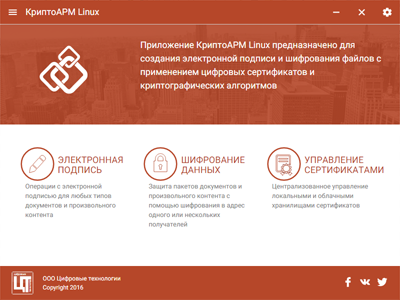 КриптоАРМ Linux
Приложение КриптоАРМ Linux предназначено для
создания электронной подписи и шифрования файлов с
применением цифровых сертификатов и
криптографических алгоритмов
ЭЛЕКТРОННАЯ
ПОДПИСЬ
Операции с электронной
подписью для любых типов
документов и произвольного
контента
ШИФРОВАНИЕ
ДАННЫХ
Защита пакетов документов и
произвольного контента с
помощью шифрования в адрес
одного или нескольких
получателей
УПРАВЛЕНИЕ
СЕРТИФИКАТАМИ
Централизованное управление
локальными и облачными
хранилищами сертификатов
ЦТ
ООО Цифровые технологии
Copyright 2016